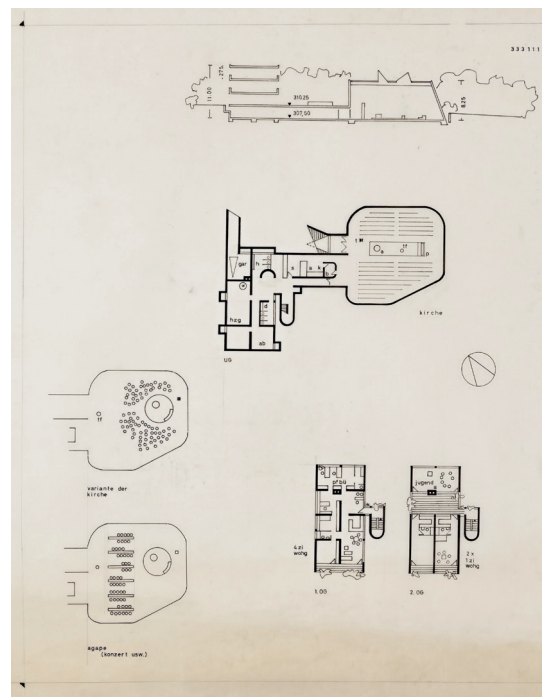 333111
275
11.00
310.25
307.50
8.25
gar
h
s
a
k
t
a
tf
p
hzg
ab
kirche
UG
tf
variante der
kirche
pfbü
jugend
4 zi
wohg
2 x
1 zi
wohg
1. OG
2. OG
agape
(konzert usw.)